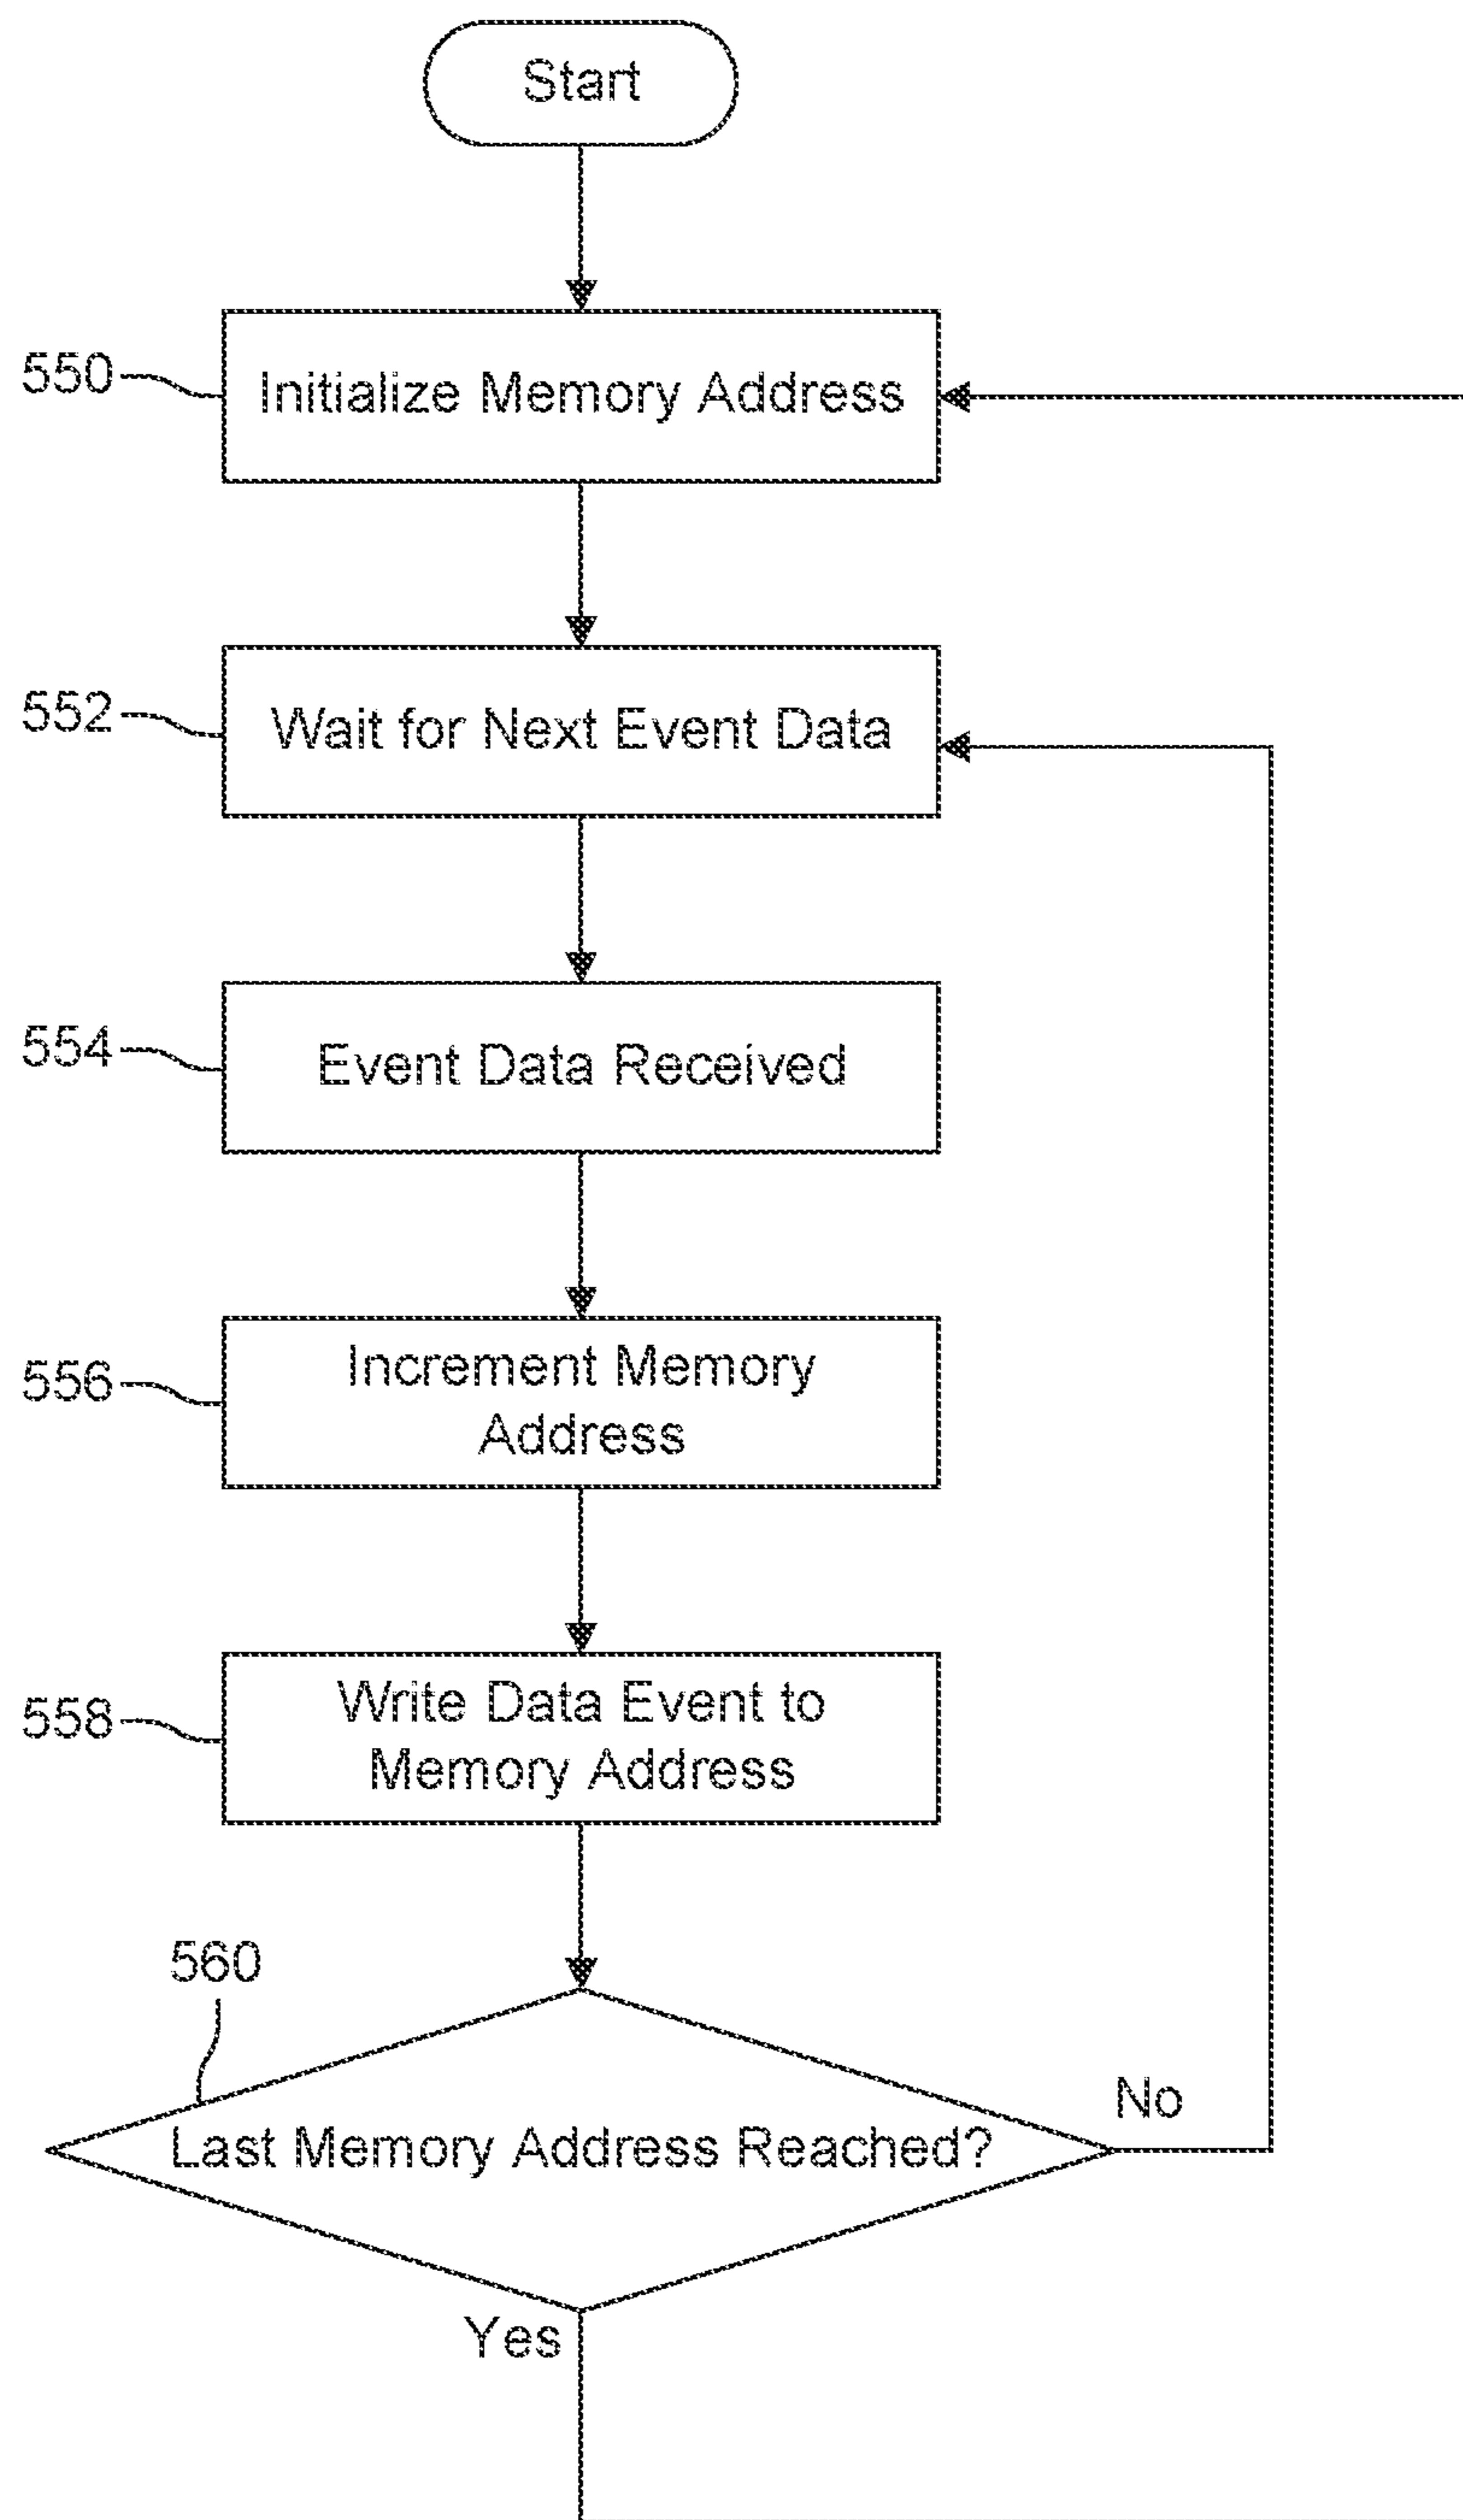 Start
550
Initialize Memory Address
552
Wait for Next Event Data
554
Event Data Received
556
Increment Memory
Address
558
Write Data Event to
Memory Address
560
Last Memory Address Reached?
No
Yes